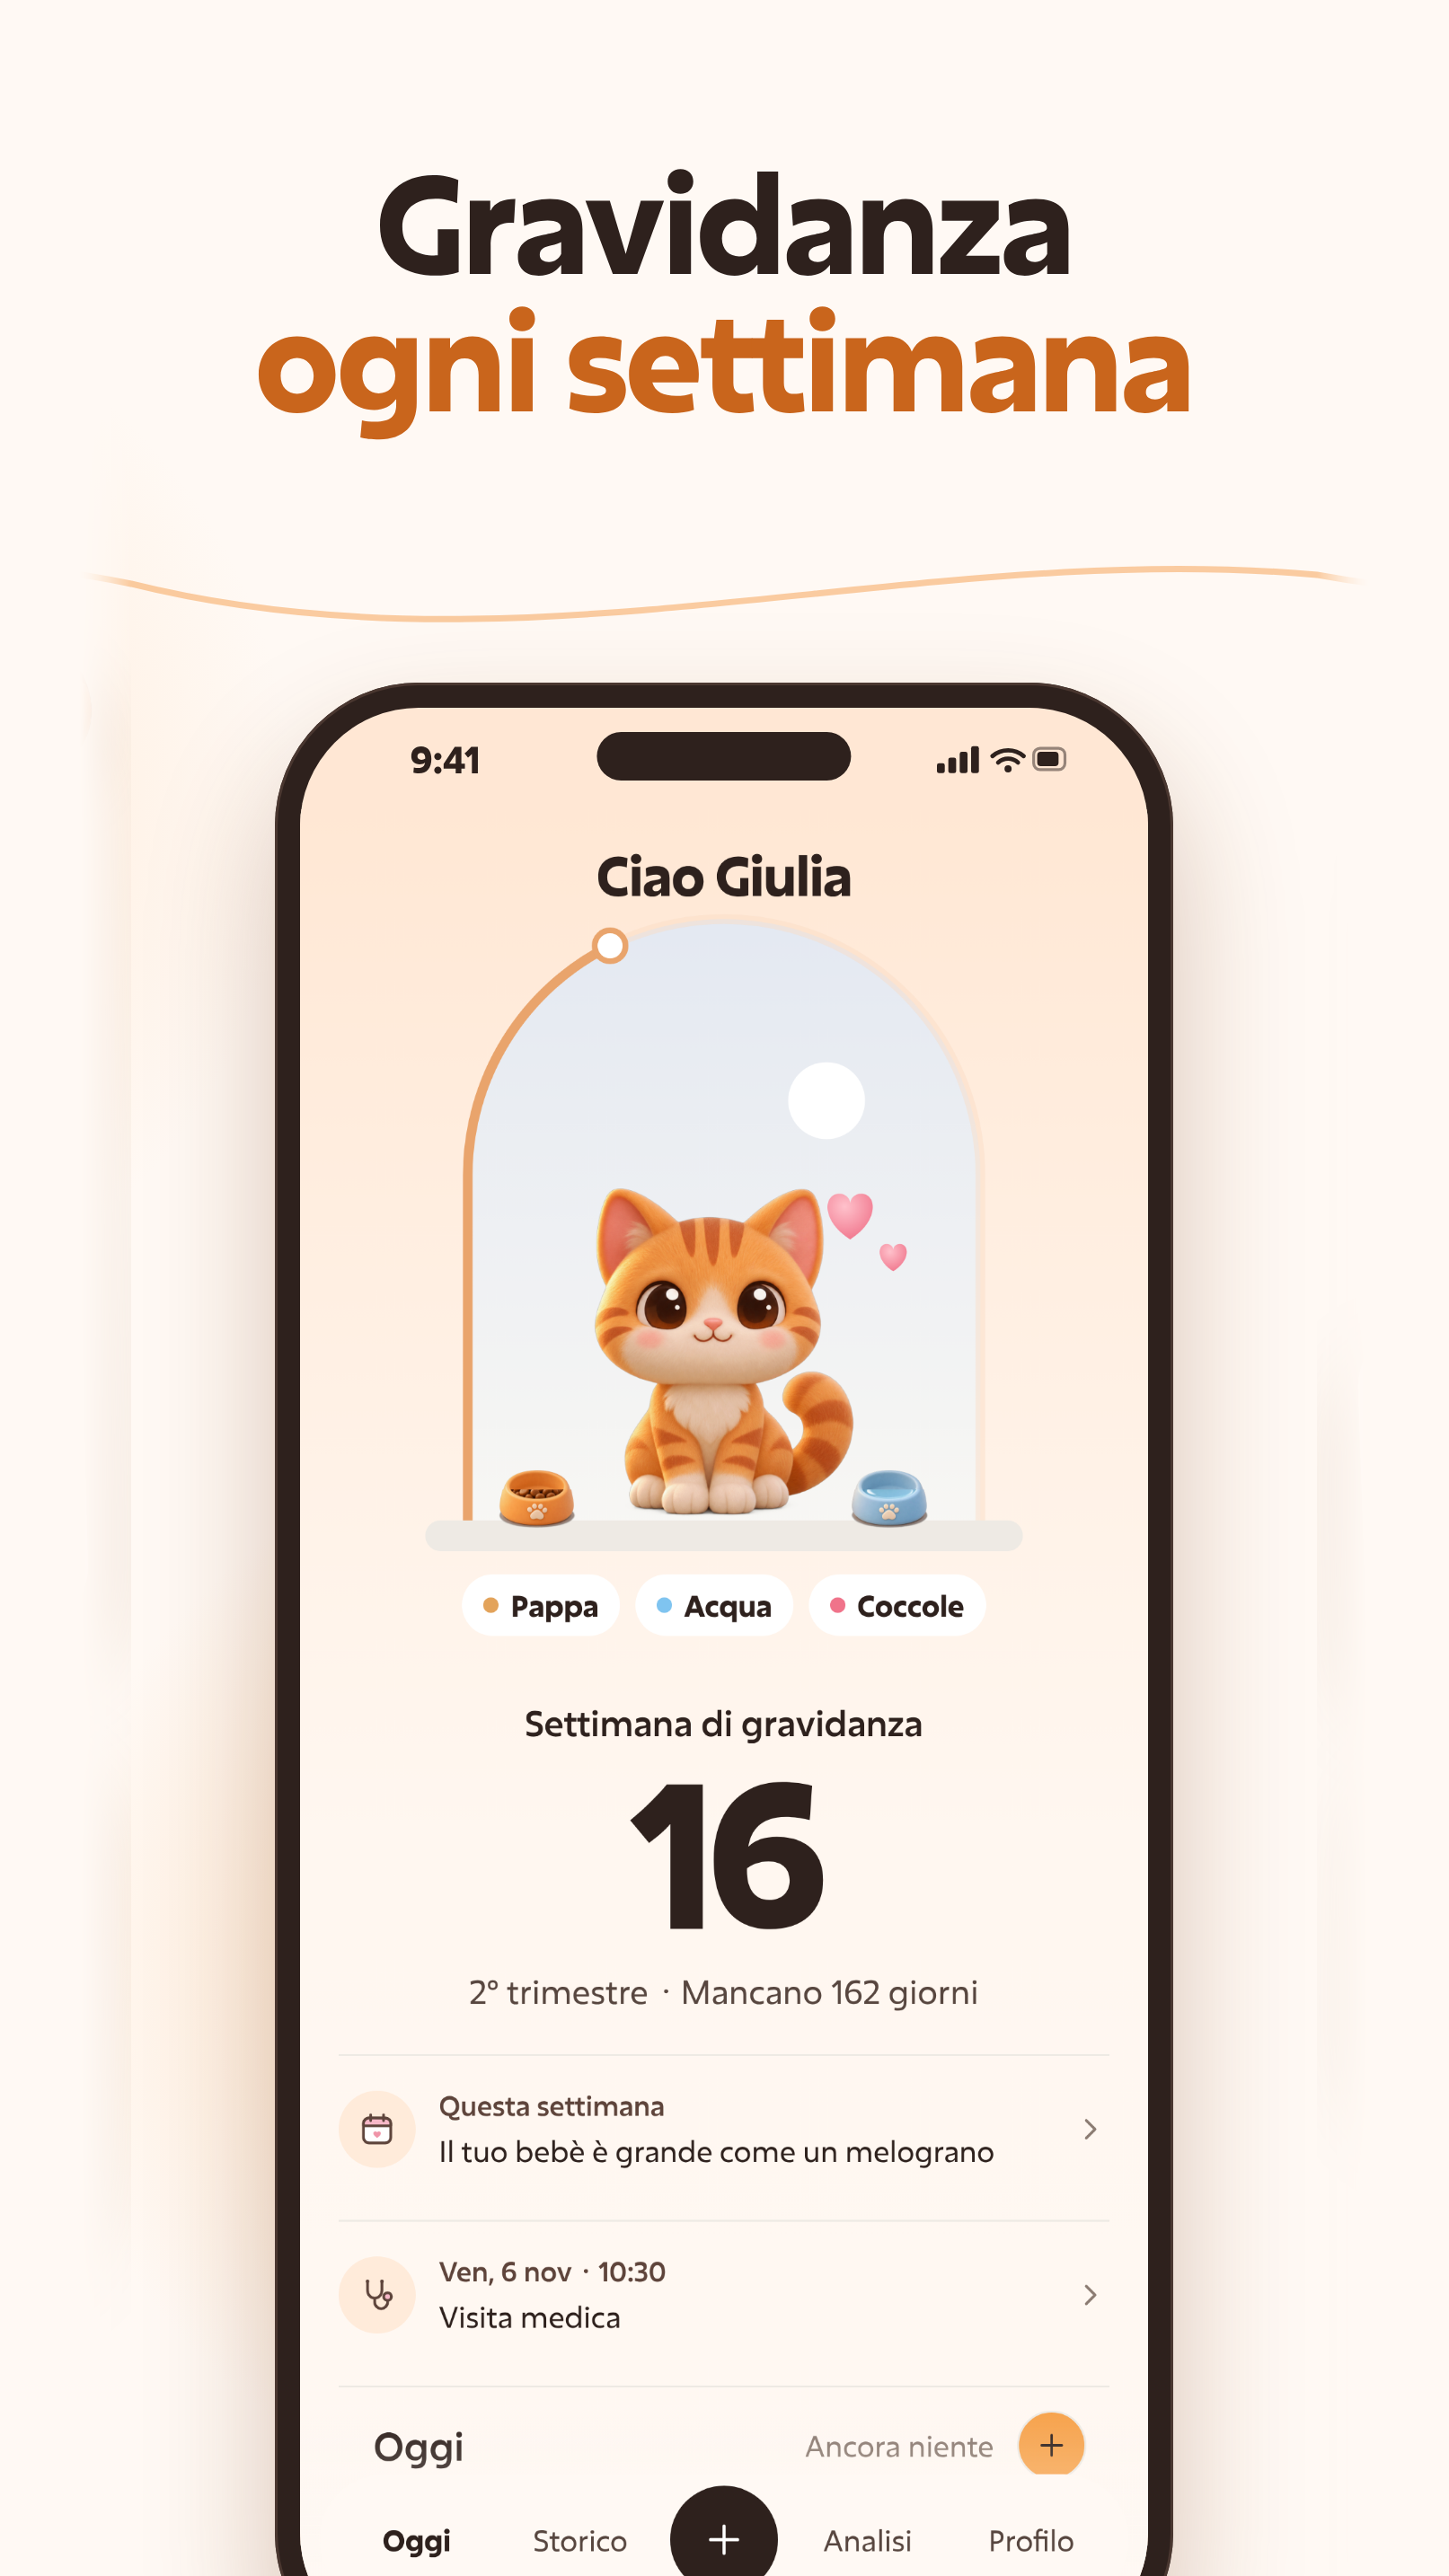 Gravidanza
ogni settimana
9:41
Ciao Giulia
Pappa
Acqua
Coccole
Settimana di gravidanza
16
2° trimestre · Mancano 162 giorni
Questa settimana
Il tuo bebè è grande come un melograno
Ven, 6 nov · 10:30
Visita medica
Oggi
Ancora niente
Oggi
Storico
Analisi
Profilo